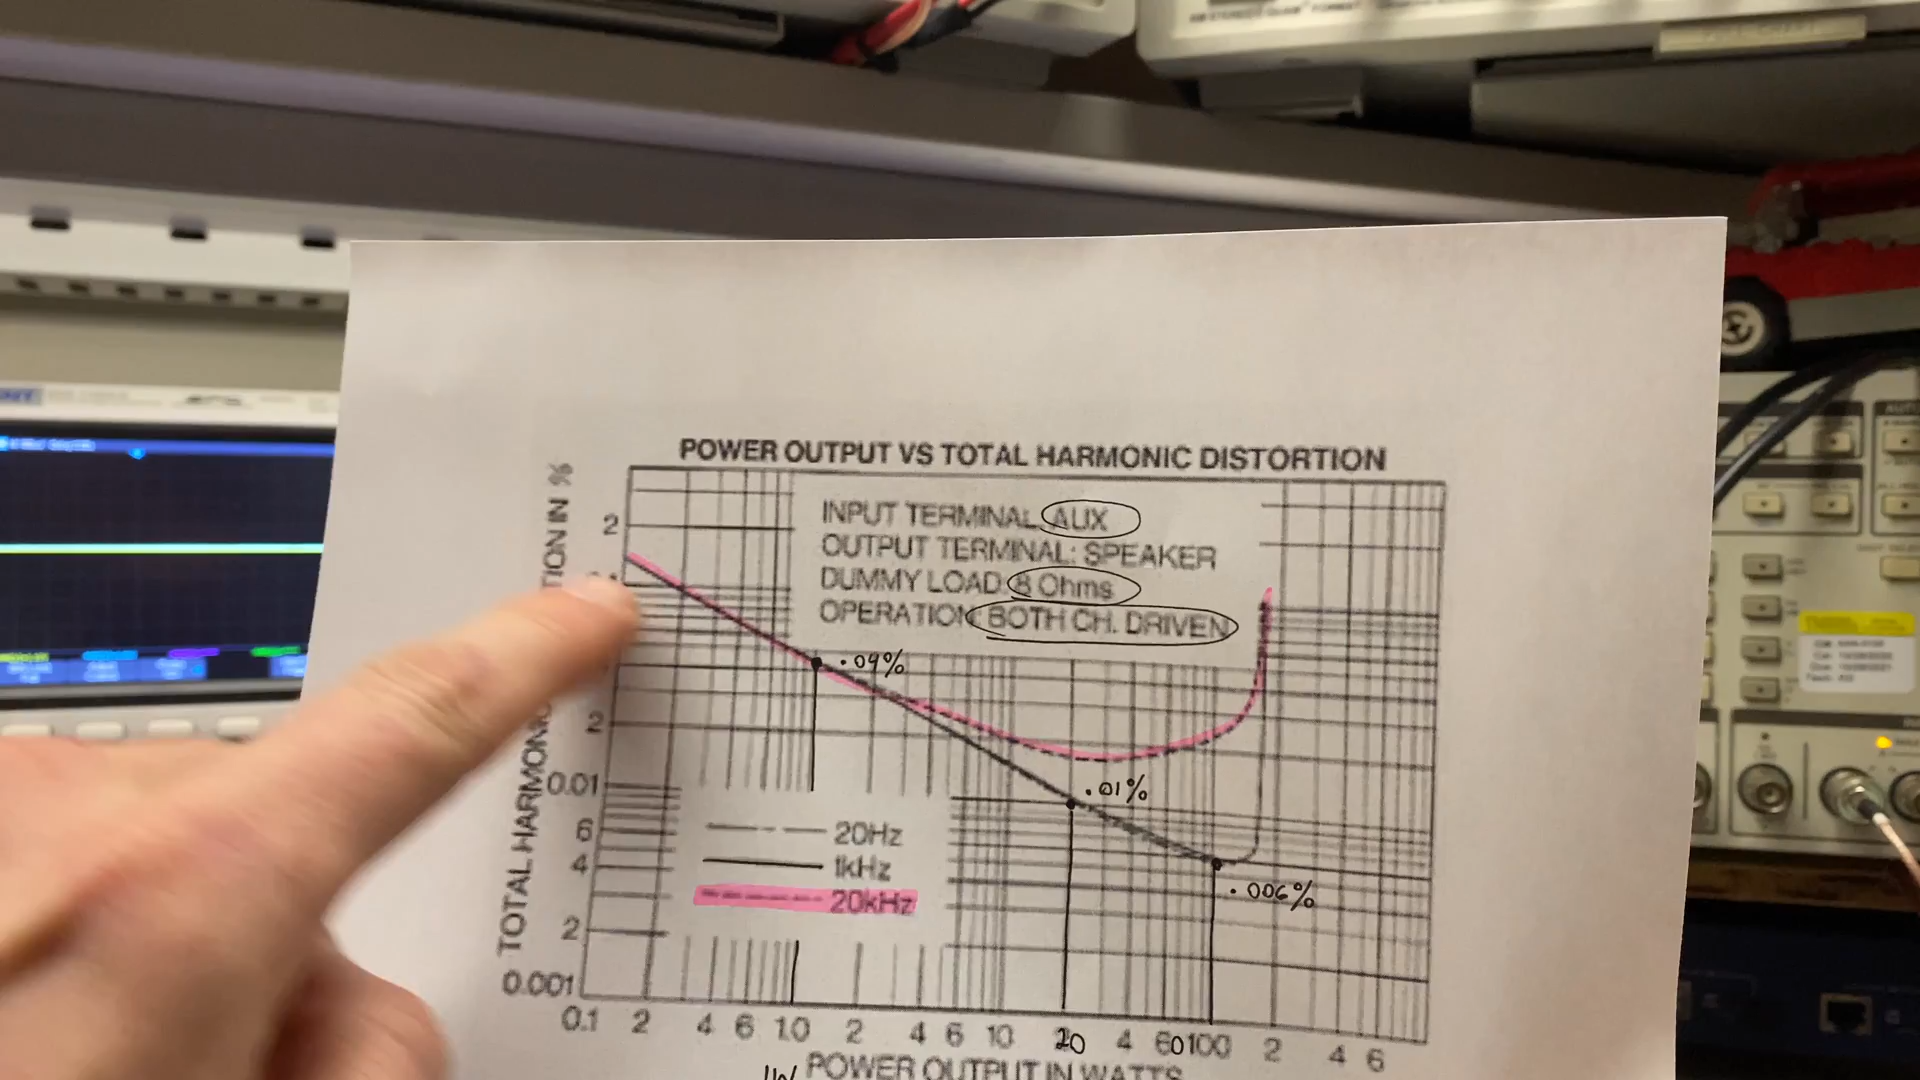 POWER OUTPUT VS TOTAL HARMONIC DISTORTION
INPUT TERMINAL: AUX
OUTPUT TERMINAL: SPEAKER
DUMMY LOAD: 8 Ohms
OPERATION: BOTH CH. DRIVEN
TOTAL HARMONIC TION IN %
2
.09%
2
.01%
0.01
6
4
2
0.001
20Hz
1kHz
20kHz
.006%
0.1 2 4 6 1.0 2 4 6 10 20 4 60 100 2 4 6
1W POWER OUTPUT IN WATTS